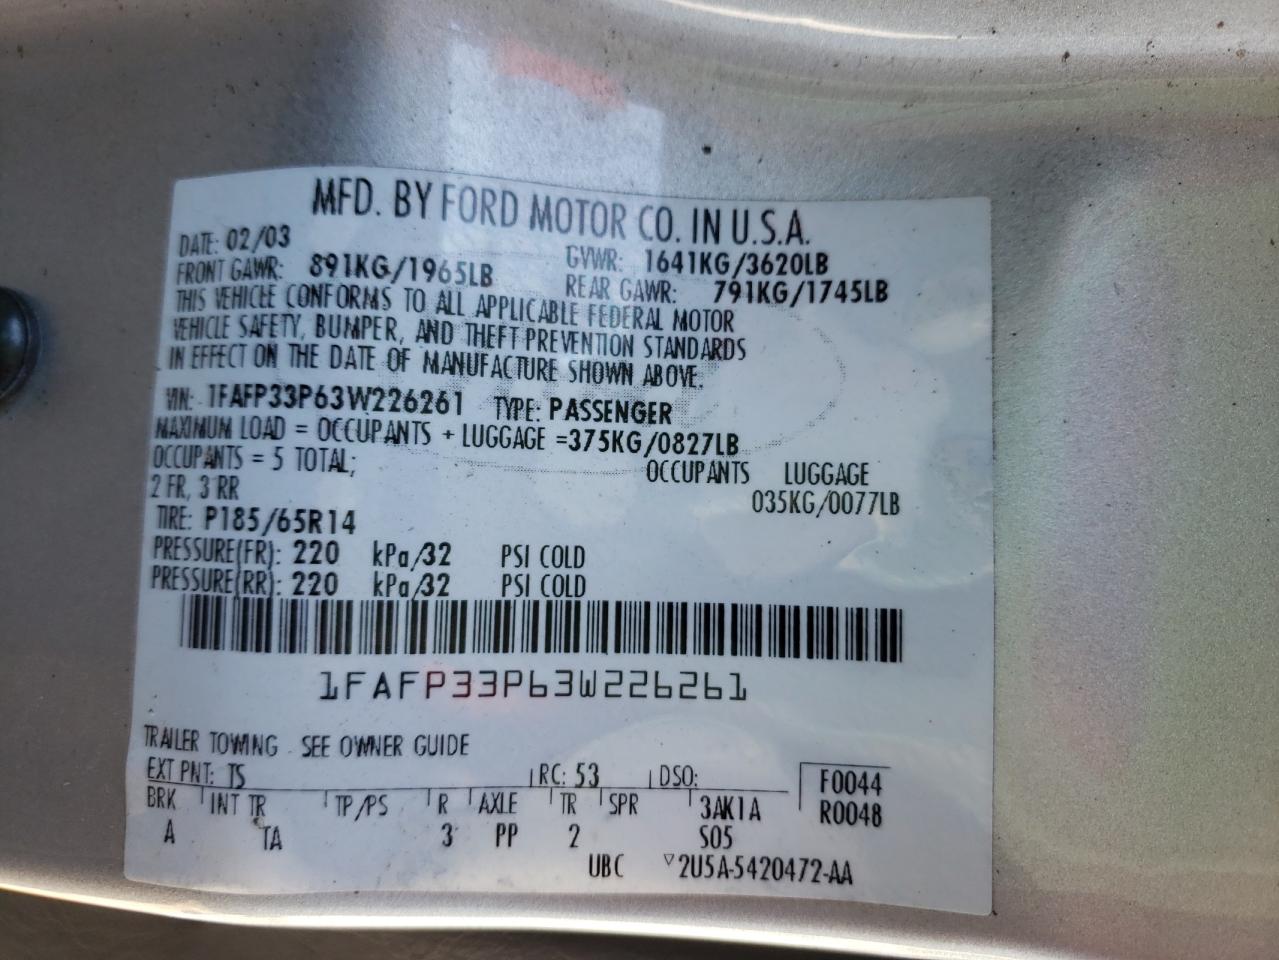 MFD. BY FORD MOTOR CO. IN U.S.A.
DATE: 02/03 GVWR: 1641KG/3620LB
FRONT GAWR: 891KG/1965LB REAR GAWR: 791KG/1745LB
THIS VEHICLE CONFORMS TO ALL APPLICABLE FEDERAL MOTOR
VEHICLE SAFETY, BUMPER, AND THEFT PREVENTION STANDARDS
IN EFFECT ON THE DATE OF MANUFACTURE SHOWN ABOVE.
VIN: 1FAFP33P63W226261 TYPE: PASSENGER
MAXIMUM LOAD = OCCUPANTS + LUGGAGE =375KG/0827LB
OCCUPANTS = 5 TOTAL; OCCUPANTS LUGGAGE
2 FR, 3 RR 035KG/0077LB
TIRE: P185/65R14
PRESSURE(FR): 220 kPa/32 PSI COLD
PRESSURE(RR): 220 kPa/32 PSI COLD
1FAFP33P63W226261
TRAILER TOWING - SEE OWNER GUIDE
EXT PNT: TS RC: 53 DSO: F0044
BRK INT TR TP/PS R AXLE TR SPR 3AK1A R0048
A TA 3 PP 2 S05
UBC ▽2U5A-5420472-AA